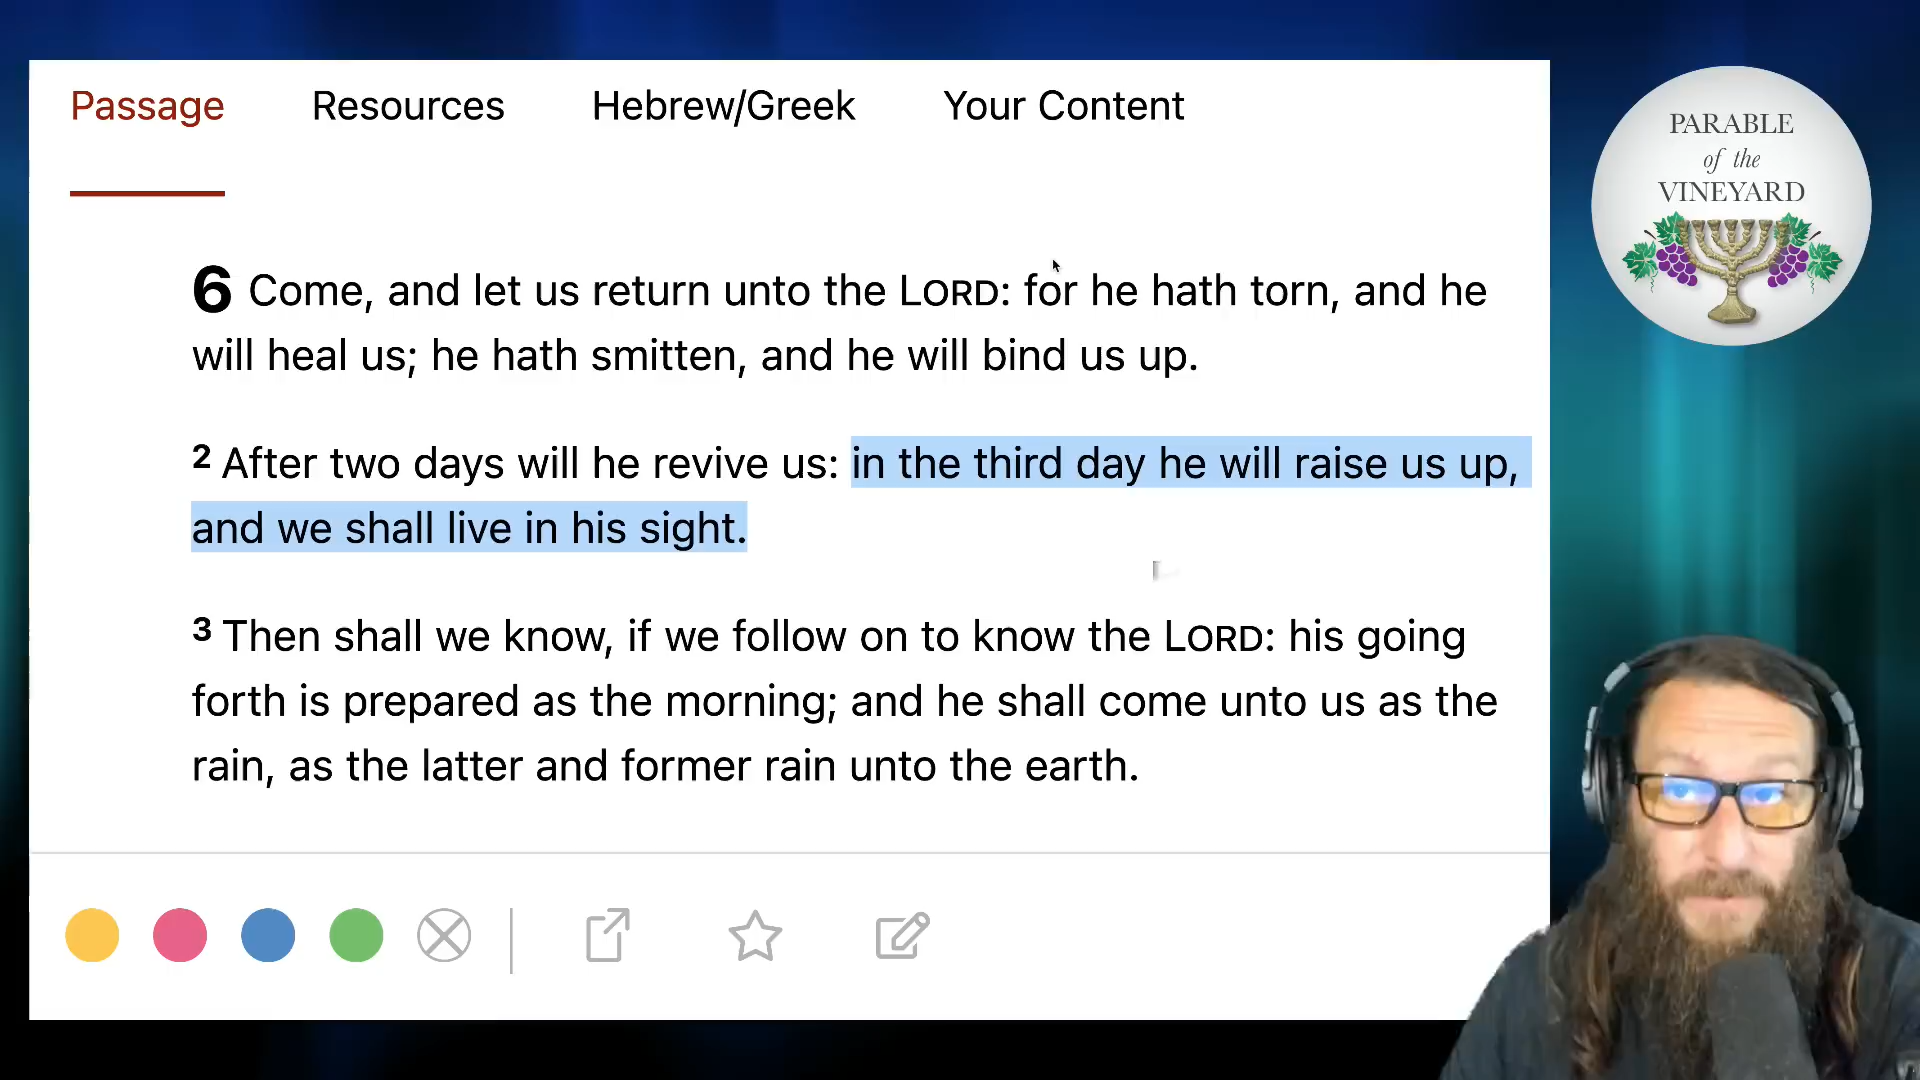 Passage Resources Hebrew/Greek Your Content
PARABLE
of the
VINEYARD
6 Come, and let us return unto the LORD: for he hath torn, and he
will heal us; he hath smitten, and he will bind us up.
2 After two days will he revive us: in the third day he will raise us up,
and we shall live in his sight.
3 Then shall we know, if we follow on to know the LORD: his going
forth is prepared as the morning; and he shall come unto us as the
rain, as the latter and former rain unto the earth.